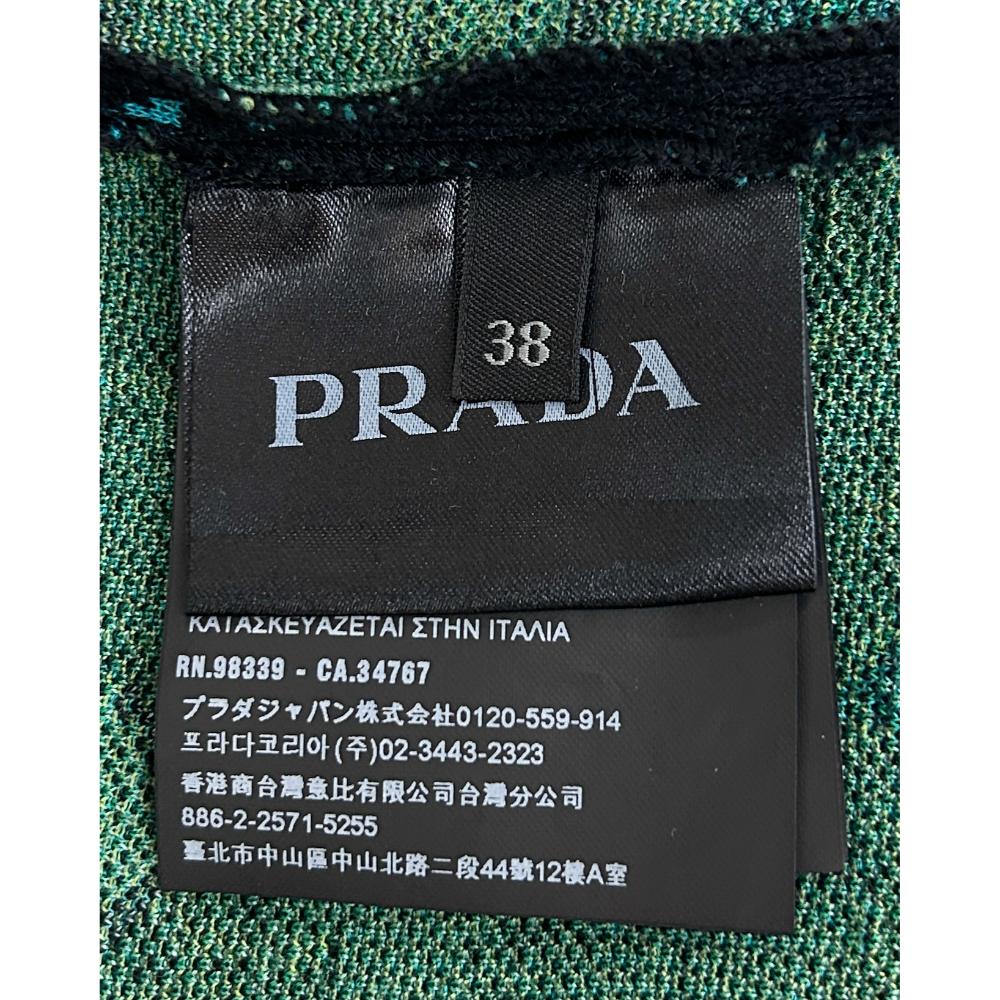 38
PRADA
ΚΑΤΑΣΚΕΥΑΖΕΤΑΙ ΣΤΗΝ ΙΤΑΛΙΑ
RN.98339 - CA.34767
プラダジャパン株式会社0120-559-914
프라다코리아(주)02-3443-2323
香港商台灣意比有限公司台灣分公司
886-2-2571-5255
臺北市中山區中山北路二段44號12樓A室